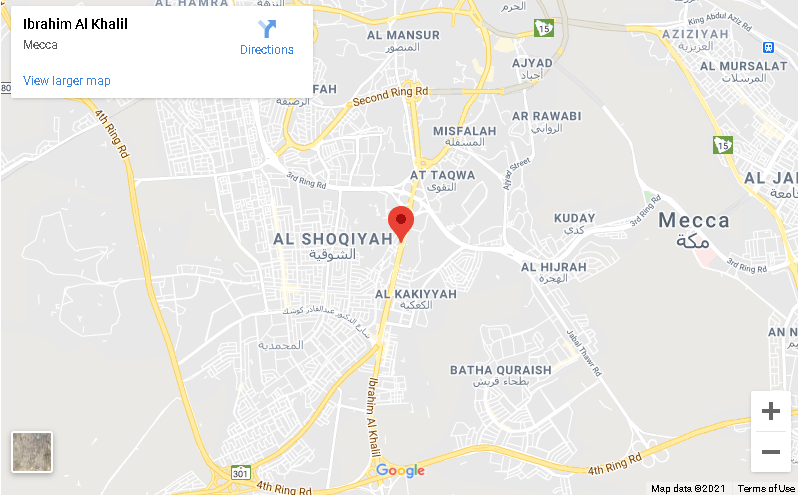 Ibrahim Al Khalil
Mecca
Directions
View larger map
AL HAMRA
الحمراء
AL MANSUR
المنصور
AJYAD
أجياد
15
King Abdul Aziz Rd
AZIZIYAH
العزيزية
AL MURSALAT
المرسلات
80
4th Ring Rd
FAH
الرصيفة
Second Ring Rd
AR RAWABI
الروابي
MISFALAH
المسفلة
15
3rd Ring Rd
AT TAQWA
التقوى
Ajyad Street
AL JA
جامعة
KUDAY
كدي
3rd Ring Rd
Mecca
مكة
AL SHOQIYAH
الشوقية
3rd Ring Rd
AL HIJRAH
الهجرة
AL KAKIYYAH
الكعكية
شارع الدكتور عبدالقادر كوشك
المحمدية
Jabal Thawr Rd
AN N
BATHA QURAISH
بطحاء قريش
Ibrahim Al Khalil
301
4th Ring Rd
4th Ring Rd
Google
Map data ©2021
Terms of Use